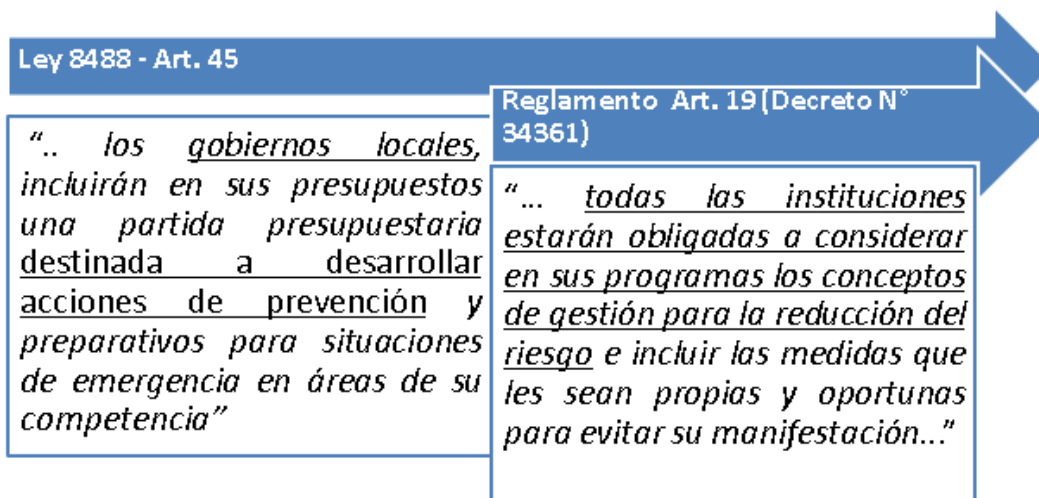 Ley 8488 - Art. 45
“.. los gobiernos locales,
incluirán en sus presupuestos
una partida presupuestaria
destinada a desarrollar
acciones de prevención y
preparativos para situaciones
de emergencia en áreas de su
competencia”
Reglamento Art. 19 (Decreto N°
34361)
“... todas las instituciones
estarán obligadas a considerar
en sus programas los conceptos
de gestión para la reducción del
riesgo e incluir las medidas que
les sean propias y oportunas
para evitar su manifestación...”